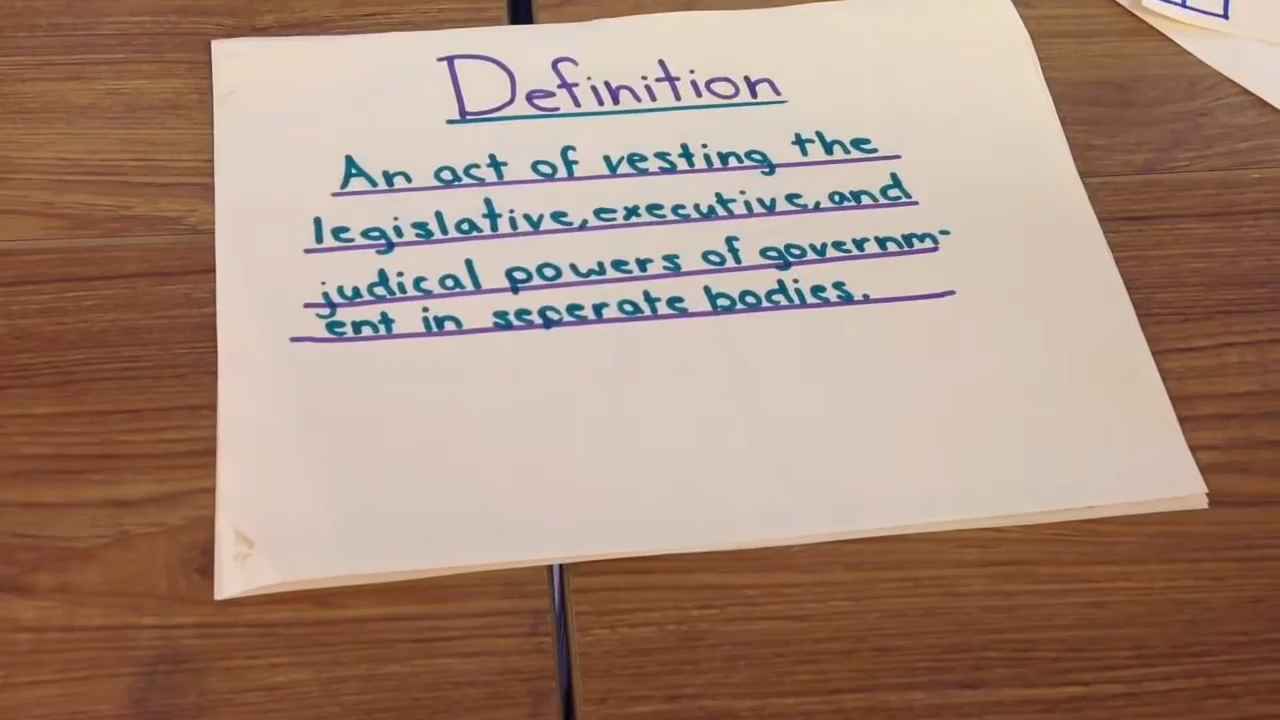 Definition
An act of vesting the
legislative, executive, and
judical powers of governm-
ent in seperate bodies.